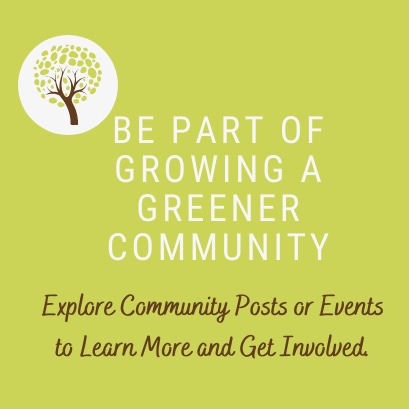 BE PART OF
GROWING A
GREENER
COMMUNITY
Explore Community Posts or Events
to Learn More and Get Involved.